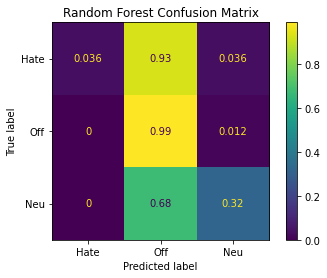 Random Forest Confusion Matrix
Hate 0.036 0.93 0.036
Off 0 0.99 0.012
Neu 0 0.68 0.32
Hate Off Neu
Predicted label
True label
0.8
0.6
0.4
0.2
0.0